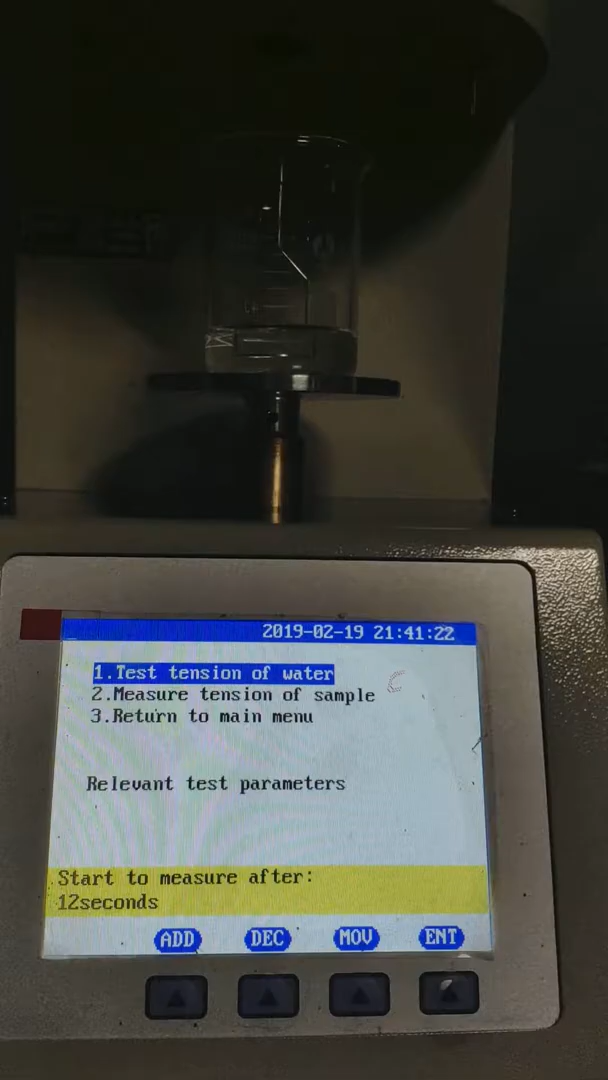 2019-02-19 21:41:22
1.Test tension of water
2.Measure tension of sample
3.Return to main menu
Relevant test parameters
Start to measure after:
12seconds
ADD DEC MOV ENT